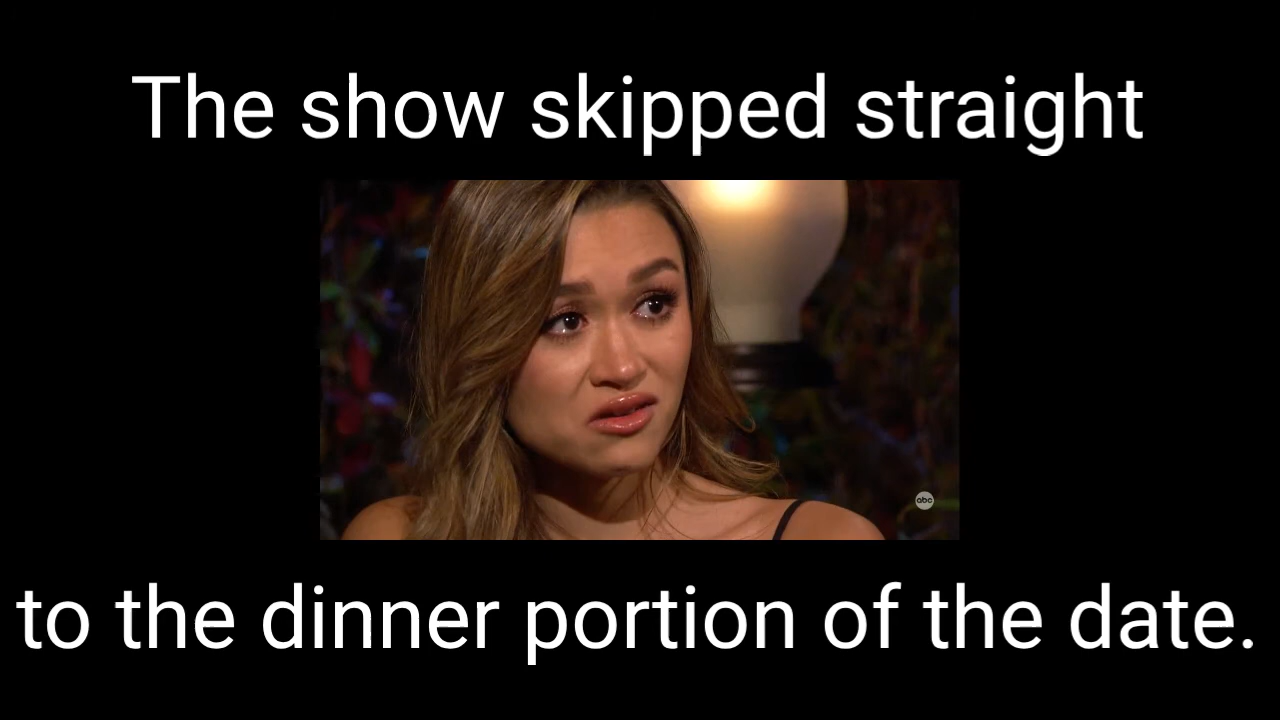 The show skipped straight
abc
to the dinner portion of the date.